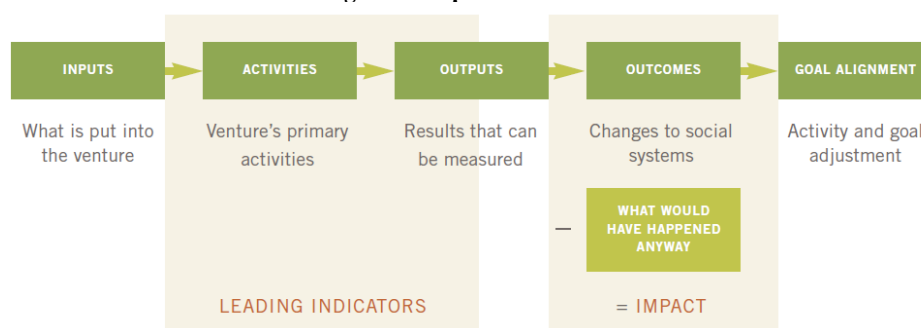 INPUTS
ACTIVITIES
OUTPUTS
OUTCOMES
GOAL ALIGNMENT
What is put into
the venture
Venture's primary
activities
Results that can
be measured
Changes to social
systems
Activity and goal
adjustment
—
WHAT WOULD
HAVE HAPPENED
ANYWAY
LEADING INDICATORS
= IMPACT